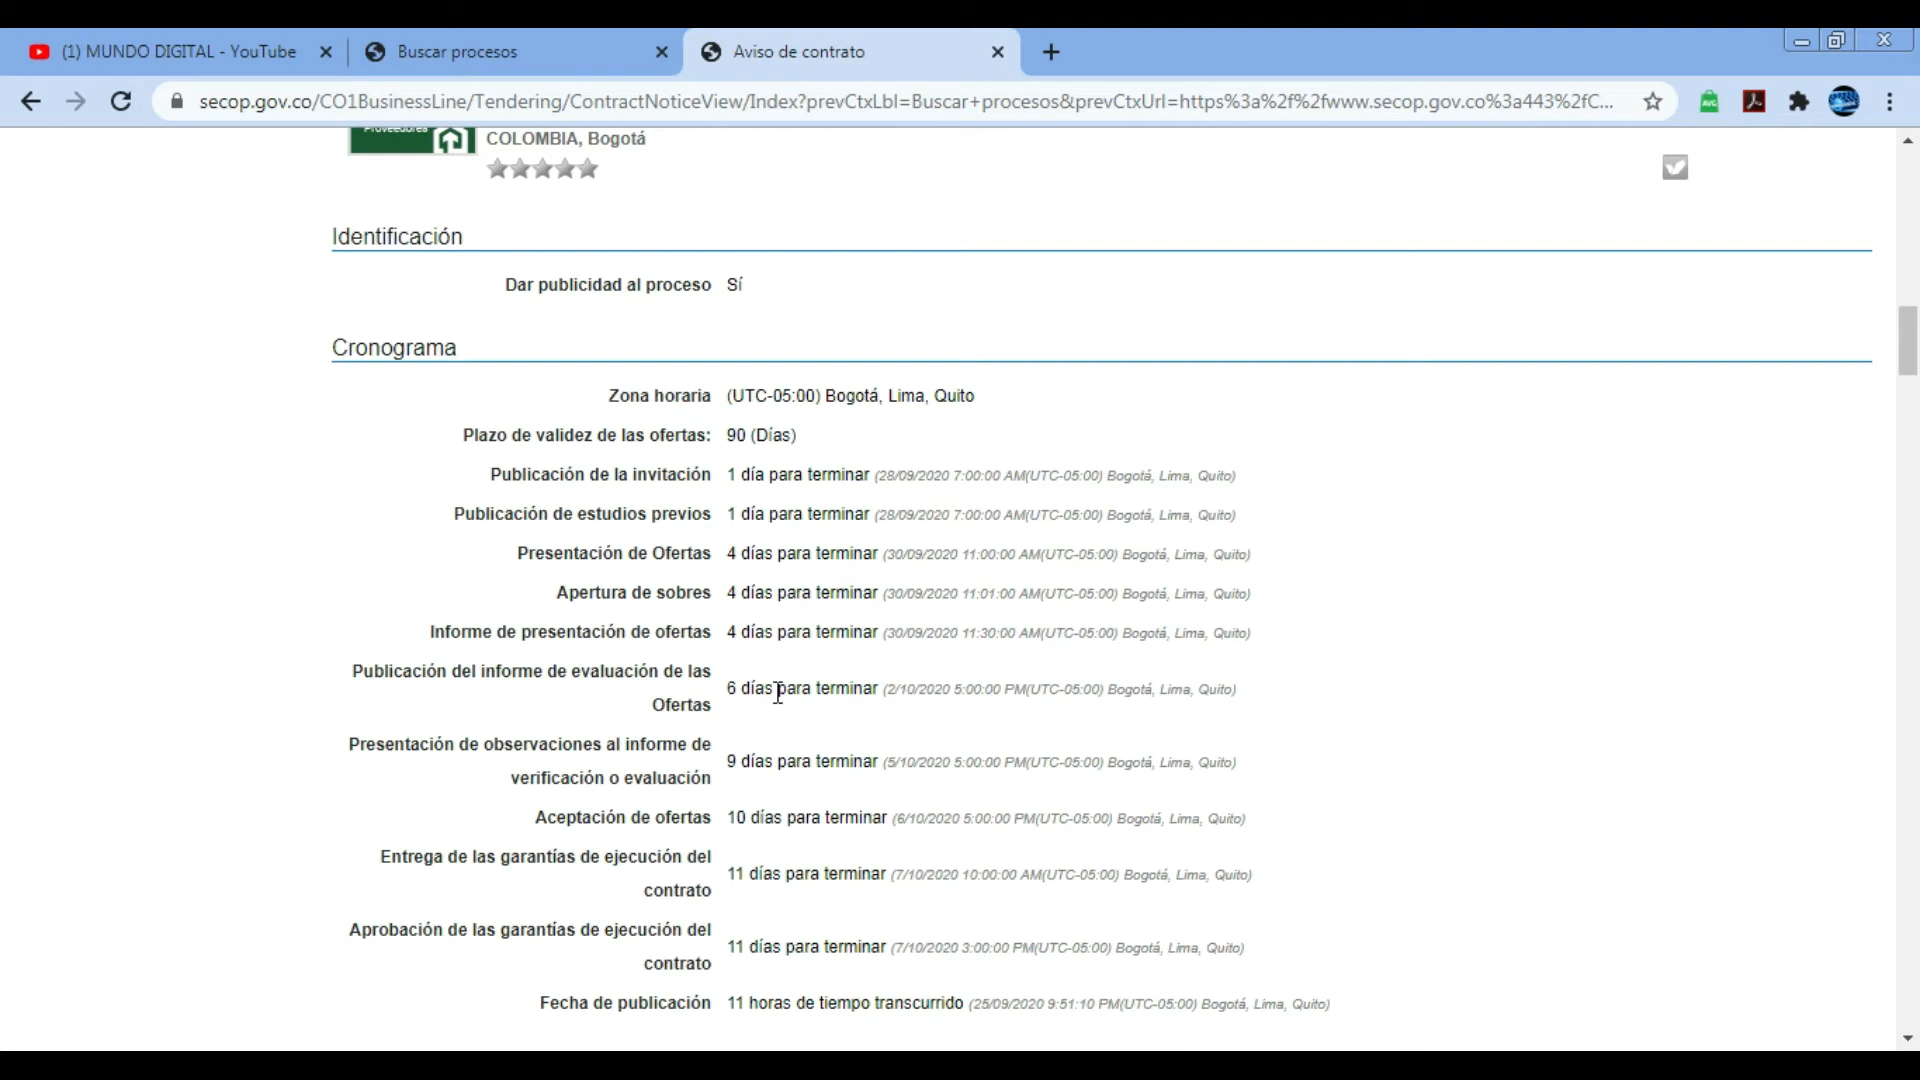 (1) MUNDO DIGITAL - YouTube
Buscar procesos
Aviso de contrato
secop.gov.co/CO1BusinessLine/Tendering/ContractNoticeView/Index?prevCtxLbl=Buscar+procesos&prevCtxUrl=https%3a%2f%2fwww.secop.gov.co%3a443%2fC...
AVG
Proveedores
COLOMBIA, Bogotá
Identificación
Dar publicidad al proceso Sí
Cronograma
Zona horaria (UTC-05:00) Bogotá, Lima, Quito
Plazo de validez de las ofertas: 90 (Días)
Publicación de la invitación 1 día para terminar (28/09/2020 7:00:00 AM(UTC-05:00) Bogotá, Lima, Quito)
Publicación de estudios previos 1 día para terminar (28/09/2020 7:00:00 AM(UTC-05:00) Bogotá, Lima, Quito)
Presentación de Ofertas 4 días para terminar (30/09/2020 11:00:00 AM(UTC-05:00) Bogotá, Lima, Quito)
Apertura de sobres 4 días para terminar (30/09/2020 11:01:00 AM(UTC-05:00) Bogotá, Lima, Quito)
Informe de presentación de ofertas 4 días para terminar (30/09/2020 11:30:00 AM(UTC-05:00) Bogotá, Lima, Quito)
Publicación del informe de evaluación de las
Ofertas
6 días para terminar (2/10/2020 5:00:00 PM(UTC-05:00) Bogotá, Lima, Quito)
Presentación de observaciones al informe de
verificación o evaluación
9 días para terminar (5/10/2020 5:00:00 PM(UTC-05:00) Bogotá, Lima, Quito)
Aceptación de ofertas 10 días para terminar (6/10/2020 5:00:00 PM(UTC-05:00) Bogotá, Lima, Quito)
Entrega de las garantías de ejecución del
contrato
11 días para terminar (7/10/2020 10:00:00 AM(UTC-05:00) Bogotá, Lima, Quito)
Aprobación de las garantías de ejecución del
contrato
11 días para terminar (7/10/2020 3:00:00 PM(UTC-05:00) Bogotá, Lima, Quito)
Fecha de publicación 11 horas de tiempo transcurrido (25/09/2020 9:51:10 PM(UTC-05:00) Bogotá, Lima, Quito)